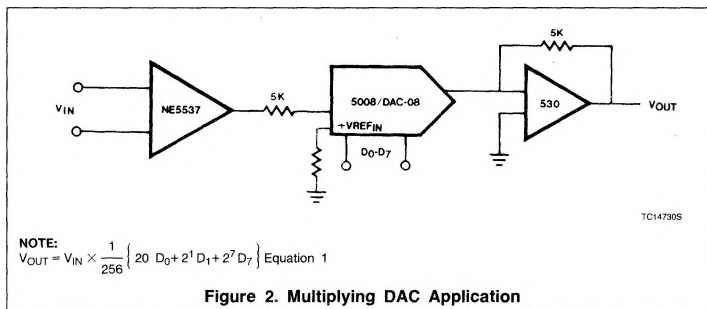 5K
5K
VIN
NE5537
5008/DAC-08
+VREFIN
D0-D7
530
VOUT
TC14730S
NOTE:
VOUT = VIN × 1/256 { 20 D0+ 2^1 D1+ 2^7 D7 } Equation 1
Figure 2. Multiplying DAC Application